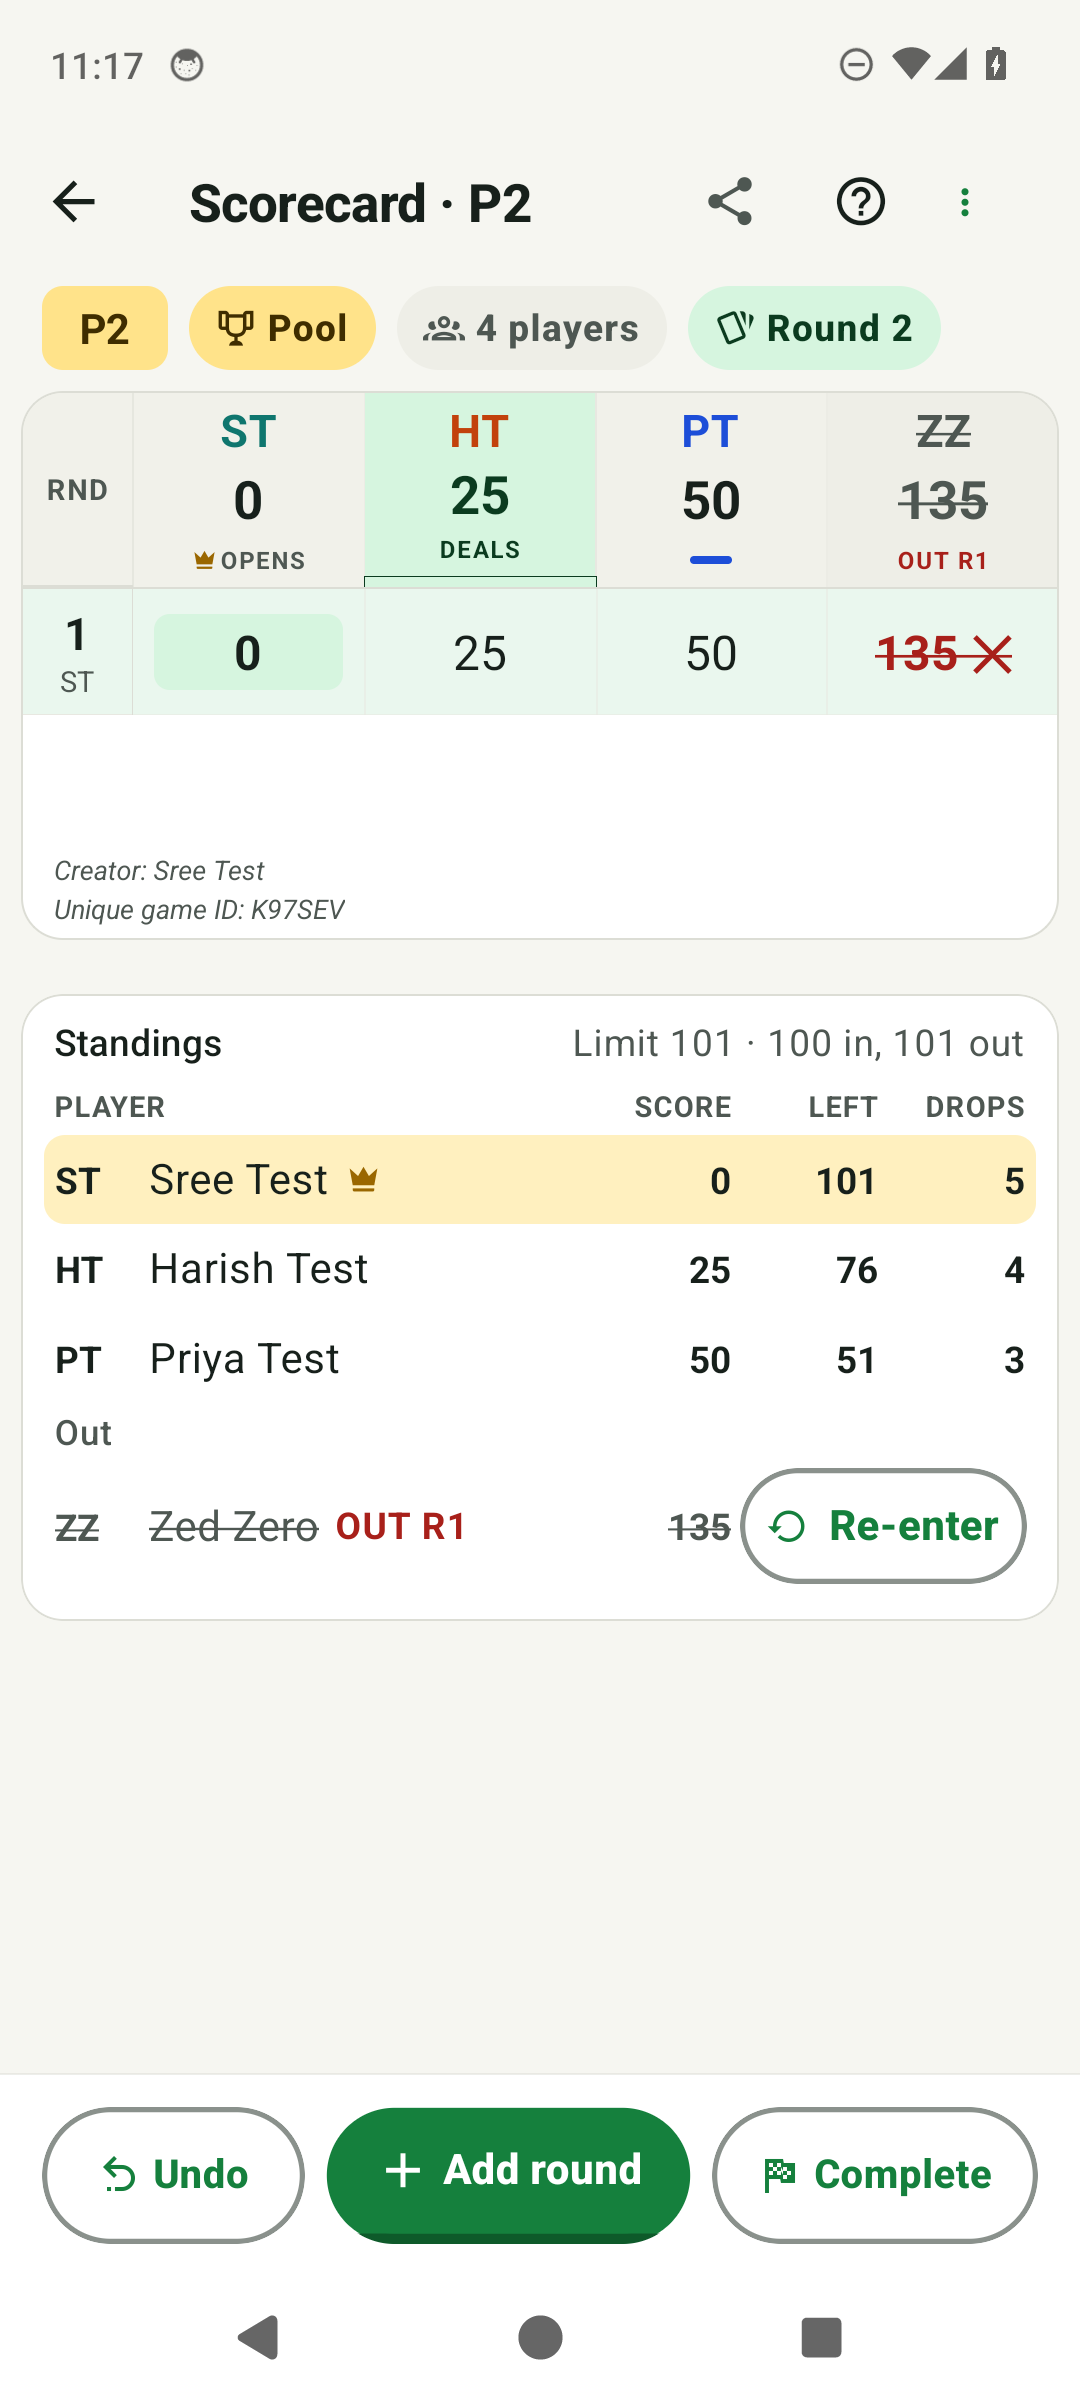 11:17
Scorecard · P2
P2 Pool 4 players Round 2
RND ST HT PT ZZ
0 25 50 135
OPENS DEALS OUT R1
1 0 25 50 135
ST
Creator: Sree Test
Unique game ID: K97SEV
Standings Limit 101 · 100 in, 101 out
PLAYER SCORE LEFT DROPS
ST Sree Test 0 101 5
HT Harish Test 25 76 4
PT Priya Test 50 51 3
Out
ZZ Zed Zero OUT R1 135 Re-enter
Undo Add round Complete